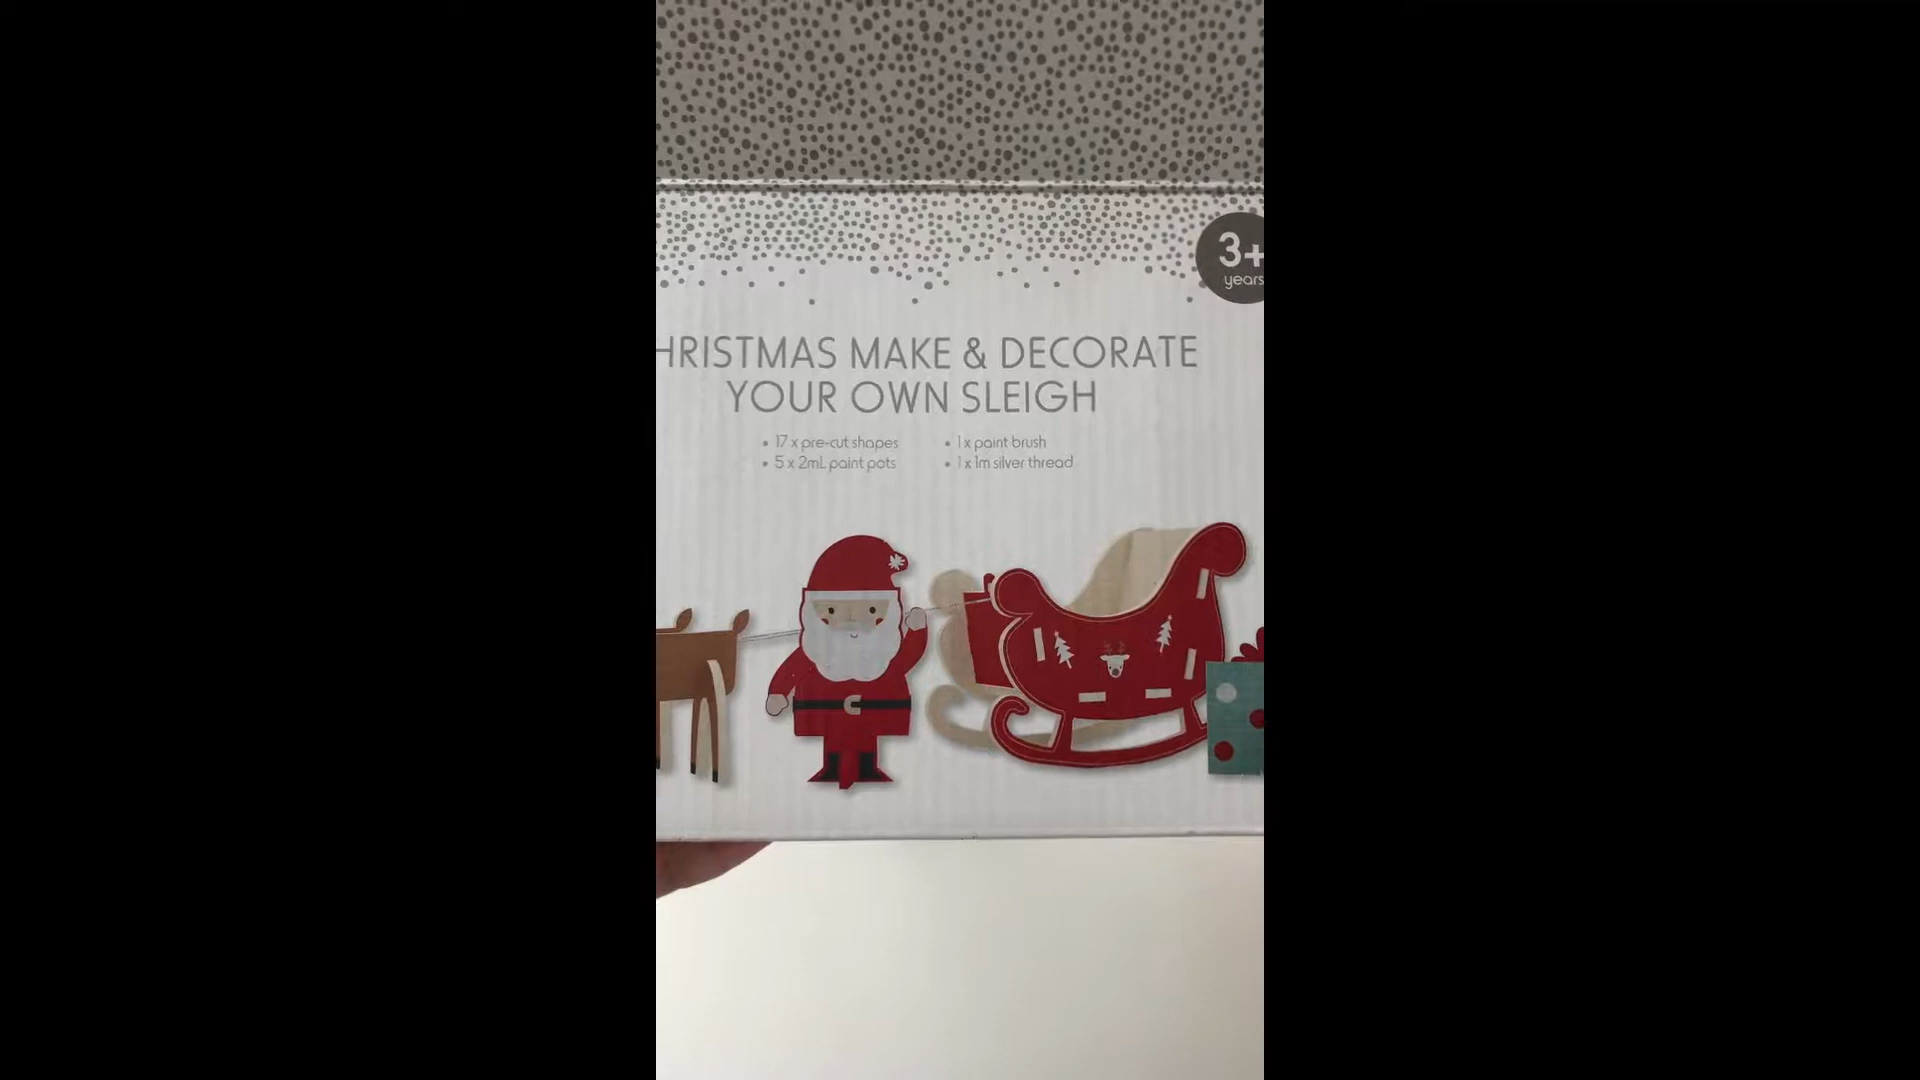 3+
years
HRISTMAS MAKE & DECORATE
YOUR OWN SLEIGH
• 17 x pre-cut shapes
• 5 x 2mL paint pots
• 1 x paint brush
• 1 x 1m silver thread